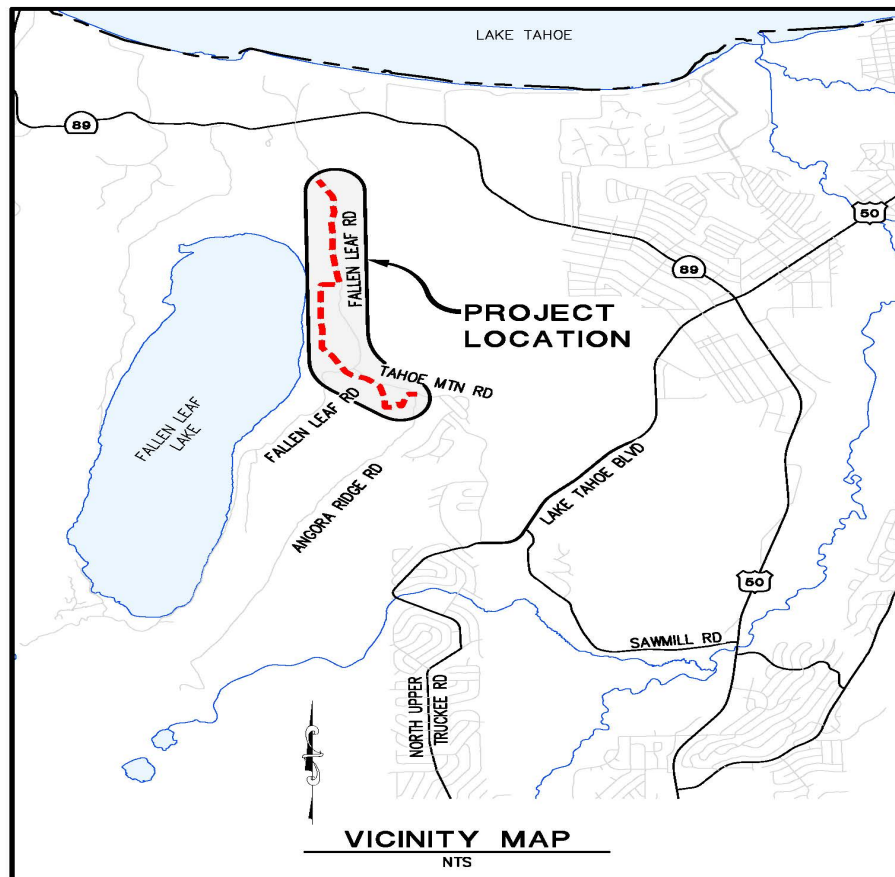 LAKE TAHOE
89
50
89
FALLEN LEAF RD
PROJECT
LOCATION
TAHOE MTN RD
FALLEN LEAF
LAKE
FALLEN LEAF RD
ANGORA RIDGE RD
LAKE TAHOE BLVD
50
SAWMILL RD
NORTH UPPER
TRUCKEE RD
VICINITY MAP
NTS